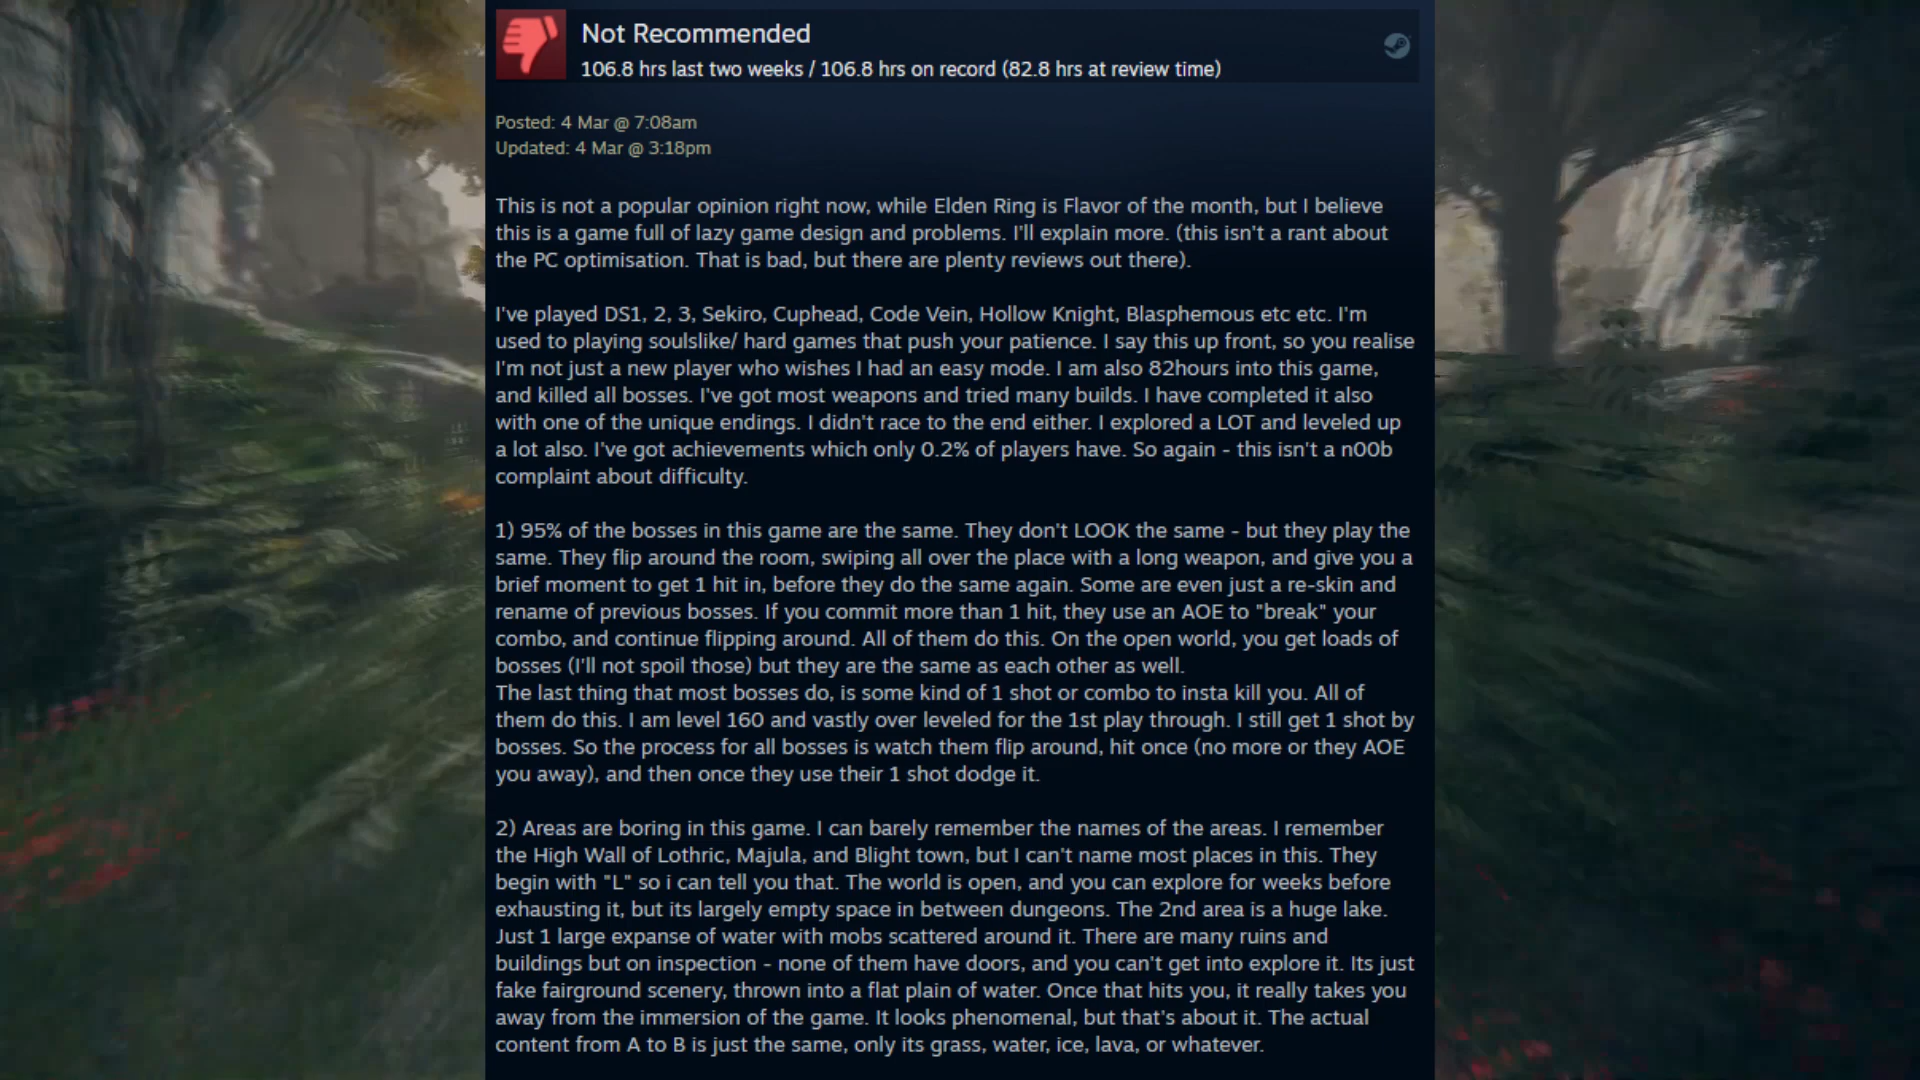 Not Recommended
106.8 hrs last two weeks / 106.8 hrs on record (82.8 hrs at review time)
Posted: 4 Mar @ 7:08am
Updated: 4 Mar @ 3:18pm
This is not a popular opinion right now, while Elden Ring is Flavor of the month, but I believe
this is a game full of lazy game design and problems. I'll explain more. (this isn't a rant about
the PC optimisation. That is bad, but there are plenty reviews out there).
I've played DS1, 2, 3, Sekiro, Cuphead, Code Vein, Hollow Knight, Blasphemous etc etc. I'm
used to playing soulslike/ hard games that push your patience. I say this up front, so you realise
I'm not just a new player who wishes I had an easy mode. I am also 82hours into this game,
and killed all bosses. I've got most weapons and tried many builds. I have completed it also
with one of the unique endings. I didn't race to the end either. I explored a LOT and leveled up
a lot also. I've got achievements which only 0.2% of players have. So again - this isn't a n00b
complaint about difficulty.
1) 95% of the bosses in this game are the same. They don't LOOK the same - but they play the
same. They flip around the room, swiping all over the place with a long weapon, and give you a
brief moment to get 1 hit in, before they do the same again. Some are even just a re-skin and
rename of previous bosses. If you commit more than 1 hit, they use an AOE to "break" your
combo, and continue flipping around. All of them do this. On the open world, you get loads of
bosses (I'll not spoil those) but they are the same as each other as well.
The last thing that most bosses do, is some kind of 1 shot or combo to insta kill you. All of
them do this. I am level 160 and vastly over leveled for the 1st play through. I still get 1 shot by
bosses. So the process for all bosses is watch them flip around, hit once (no more or they AOE
you away), and then once they use their 1 shot dodge it.
2) Areas are boring in this game. I can barely remember the names of the areas. I remember
the High Wall of Lothric, Majula, and Blight town, but I can't name most places in this. They
begin with "L" so i can tell you that. The world is open, and you can explore for weeks before
exhausting it, but its largely empty space in between dungeons. The 2nd area is a huge lake.
Just 1 large expanse of water with mobs scattered around it. There are many ruins and
buildings but on inspection - none of them have doors, and you can't get into explore it. Its just
fake fairground scenery, thrown into a flat plain of water. Once that hits you, it really takes you
away from the immersion of the game. It looks phenomenal, but that's about it. The actual
content from A to B is just the same, only its grass, water, ice, lava, or whatever.